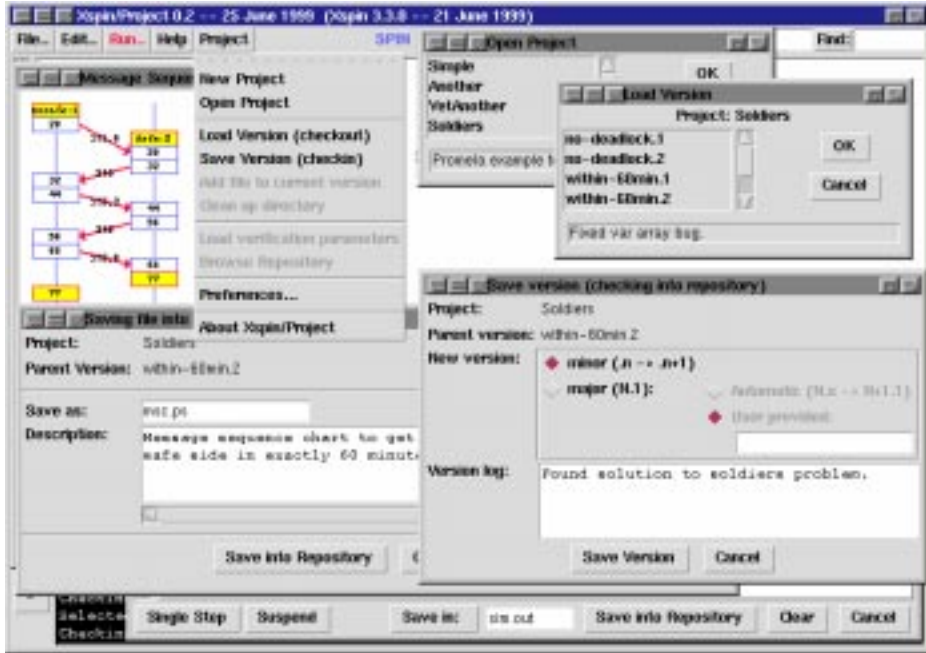 Xspin/Project 0.2 -- 25 June 1999 (Xspin 3.3.8 -- 21 June 1999)
File.. Edit.. Run.. Help Project SPIN Find:
New Project
Open Project
Load Version (checkout)
Save Version (checkin)
Add file to current version
Clean up directory
Load verification parameters
Browse Repository
Preferences...
About Xspin/Project
Message Sequen
Open Project
Simple
Another
YetAnother
Soldiers
OK
Promela example
Load Version
Project: Soldiers
no-deadlock.1
no-deadlock.2
within-60min.1
within-60min.2
OK
Cancel
Fixed var array bug.
Saving file into
Project: Soldiers
Parent Version: within-60min.2
Save as: msc.ps
Description: Message sequence chart to get
safe side in exactly 60 minut
Save into Repository
Save version (checking into repository)
Project: Soldiers
Parent version: within-60min.2
New version: minor (.n --> .n+1)
major (N.1): Automatic (N.x --> N+1.1)
User provided:
Version log: Found solution to soldiers problem.
Save Version Cancel
Selecte
Checkin
Single Step Suspend Save in: sim.out Save into Repository Clear Cancel